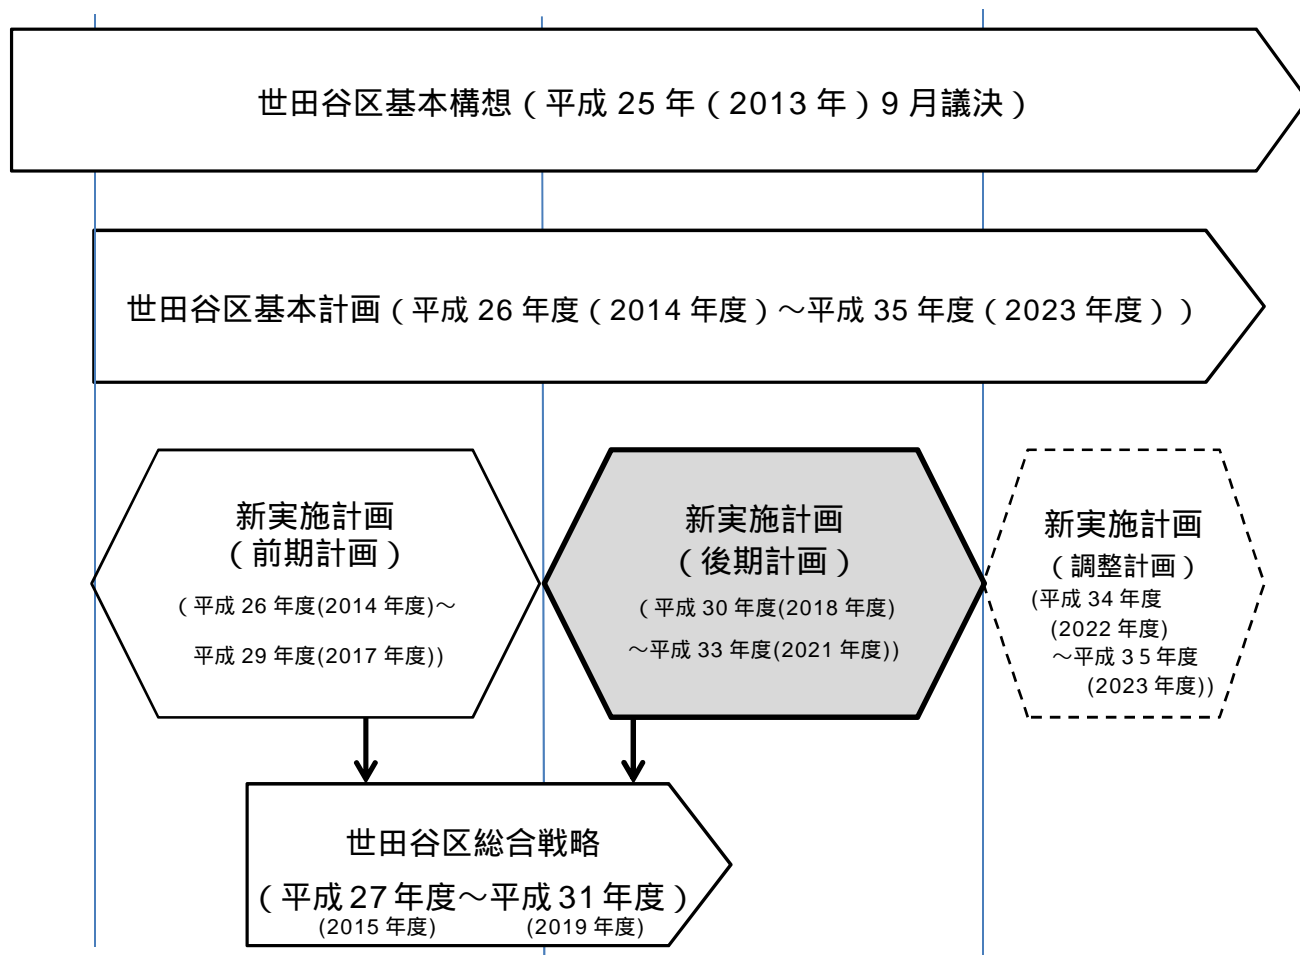 世田谷区基本構想（平成 25 年（2013 年）9 月議決）
世田谷区基本計画（平成 26 年度（2014 年度）～平成 35 年度（2023 年度））
新実施計画
（前期計画）
（平成 26 年度(2014 年度)～
平成 29 年度(2017 年度))
新実施計画
（後期計画）
（平成 30 年度(2018 年度)
～平成 33 年度(2021 年度))
新実施計画
（調整計画）
(平成 34 年度
(2022 年度)
～平成 3 5 年度
(2023 年度))
世田谷区総合戦略
（平成 27 年度～平成 31 年度）
(2015 年度) (2019 年度)